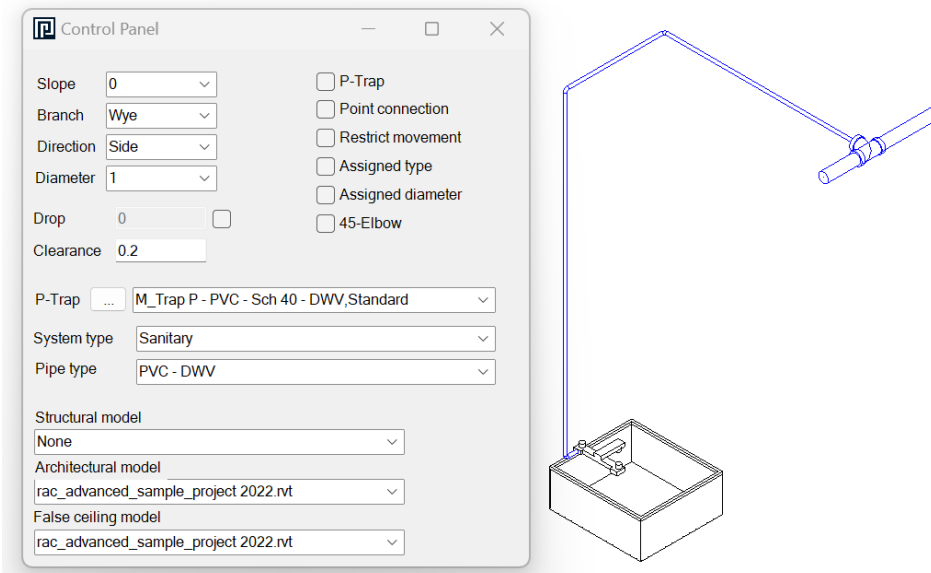 Control Panel
Slope 0
Branch Wye
Direction Side
Diameter 1
Drop 0
Clearance 0.2
P-Trap
Point connection
Restrict movement
Assigned type
Assigned diameter
45-Elbow
P-Trap ... M_Trap P - PVC - Sch 40 - DWV,Standard
System type Sanitary
Pipe type PVC - DWV
Structural model
None
Architectural model
rac_advanced_sample_project 2022.rvt
False ceiling model
rac_advanced_sample_project 2022.rvt